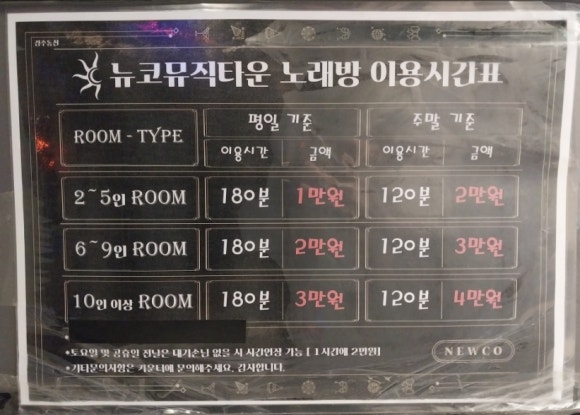 뉴코뮤직타운 노래방 이용시간표
ROOM - TYPE
평일 기준
주말 기준
이용시간 금액 이용시간 금액
2~5인 ROOM 180분 1만원 120분 2만원
6~9인 ROOM 180분 2만원 120분 3만원
10인 이상 ROOM 180분 3만원 120분 4만원
*토요일 및 공휴일 전날은 대기손님 없을 시 시간연장 가능 [ 1시간에 2만원]
*기타문의사항은 카운터에 문의해주세요. 감사합니다.
NEWCO